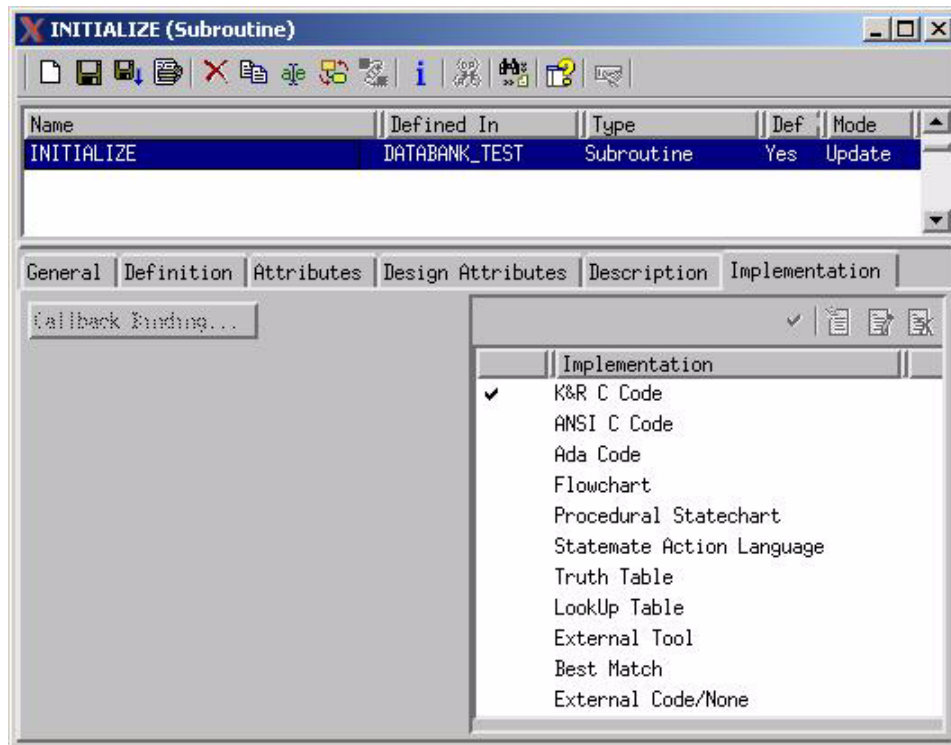 INITIALIZE (Subroutine)
Name Defined In Type Def Mode
INITIALIZE DATABANK_TEST Subroutine Yes Update
General Definition Attributes Design Attributes Description Implementation
Callback Binding...
Implementation
K&R C Code
ANSI C Code
Ada Code
Flowchart
Procedural Statechart
Statemate Action Language
Truth Table
LookUp Table
External Tool
Best Match
External Code/None